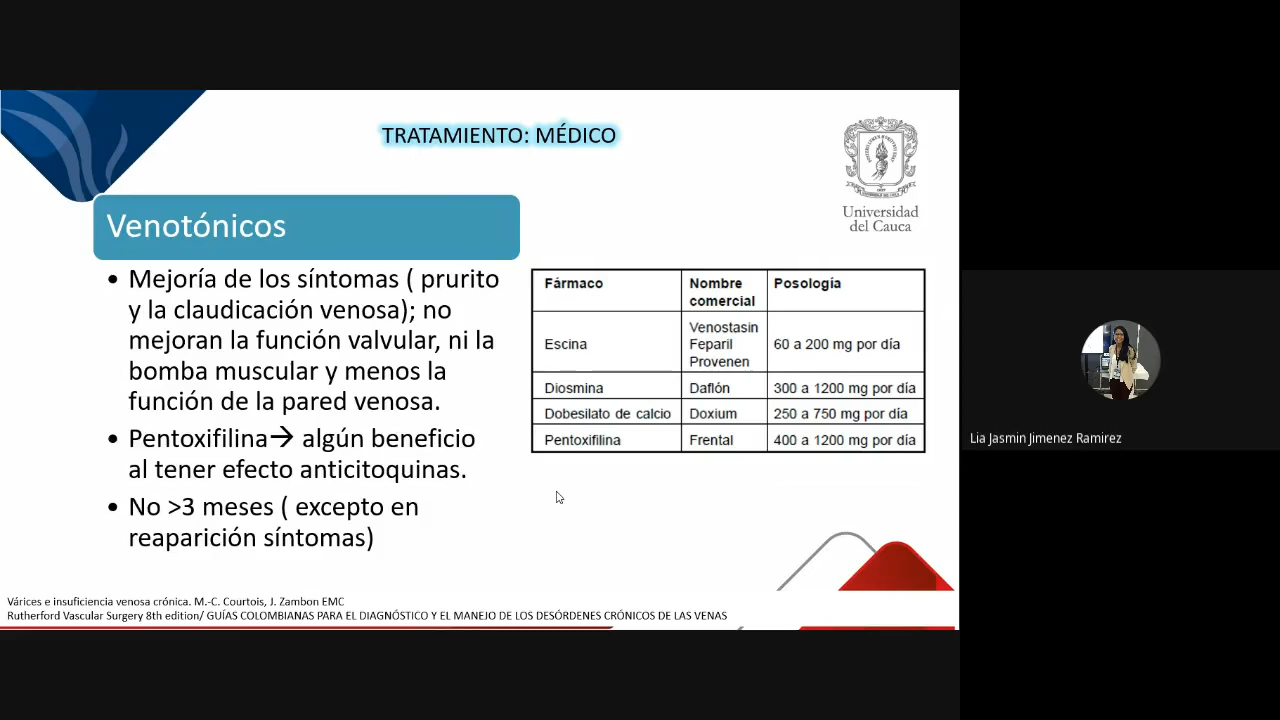 TRATAMIENTO: MÉDICO
Universidad
del Cauca
Venotónicos
• Mejoría de los síntomas ( prurito
y la claudicación venosa); no
mejoran la función valvular, ni la
bomba muscular y menos la
función de la pared venosa.
• Pentoxifilina→ algún beneficio
al tener efecto anticitoquinas.
• No >3 meses ( excepto en
reaparición síntomas)
Fármaco Nombre comercial Posología
Escina Venostasin Feparil Provenen 60 a 200 mg por día
Diosmina Daflón 300 a 1200 mg por día
Dobesilato de calcio Doxium 250 a 750 mg por día
Pentoxifilina Frental 400 a 1200 mg por día
Várices e insuficiencia venosa crónica. M.-C. Courtois, J. Zambon EMC
Rutherford Vascular Surgery 8th edition/ GUÍAS COLOMBIANAS PARA EL DIAGNÓSTICO Y EL MANEJO DE LOS DESÓRDENES CRÓNICOS DE LAS VENAS
Lia Jasmin Jimenez Ramirez